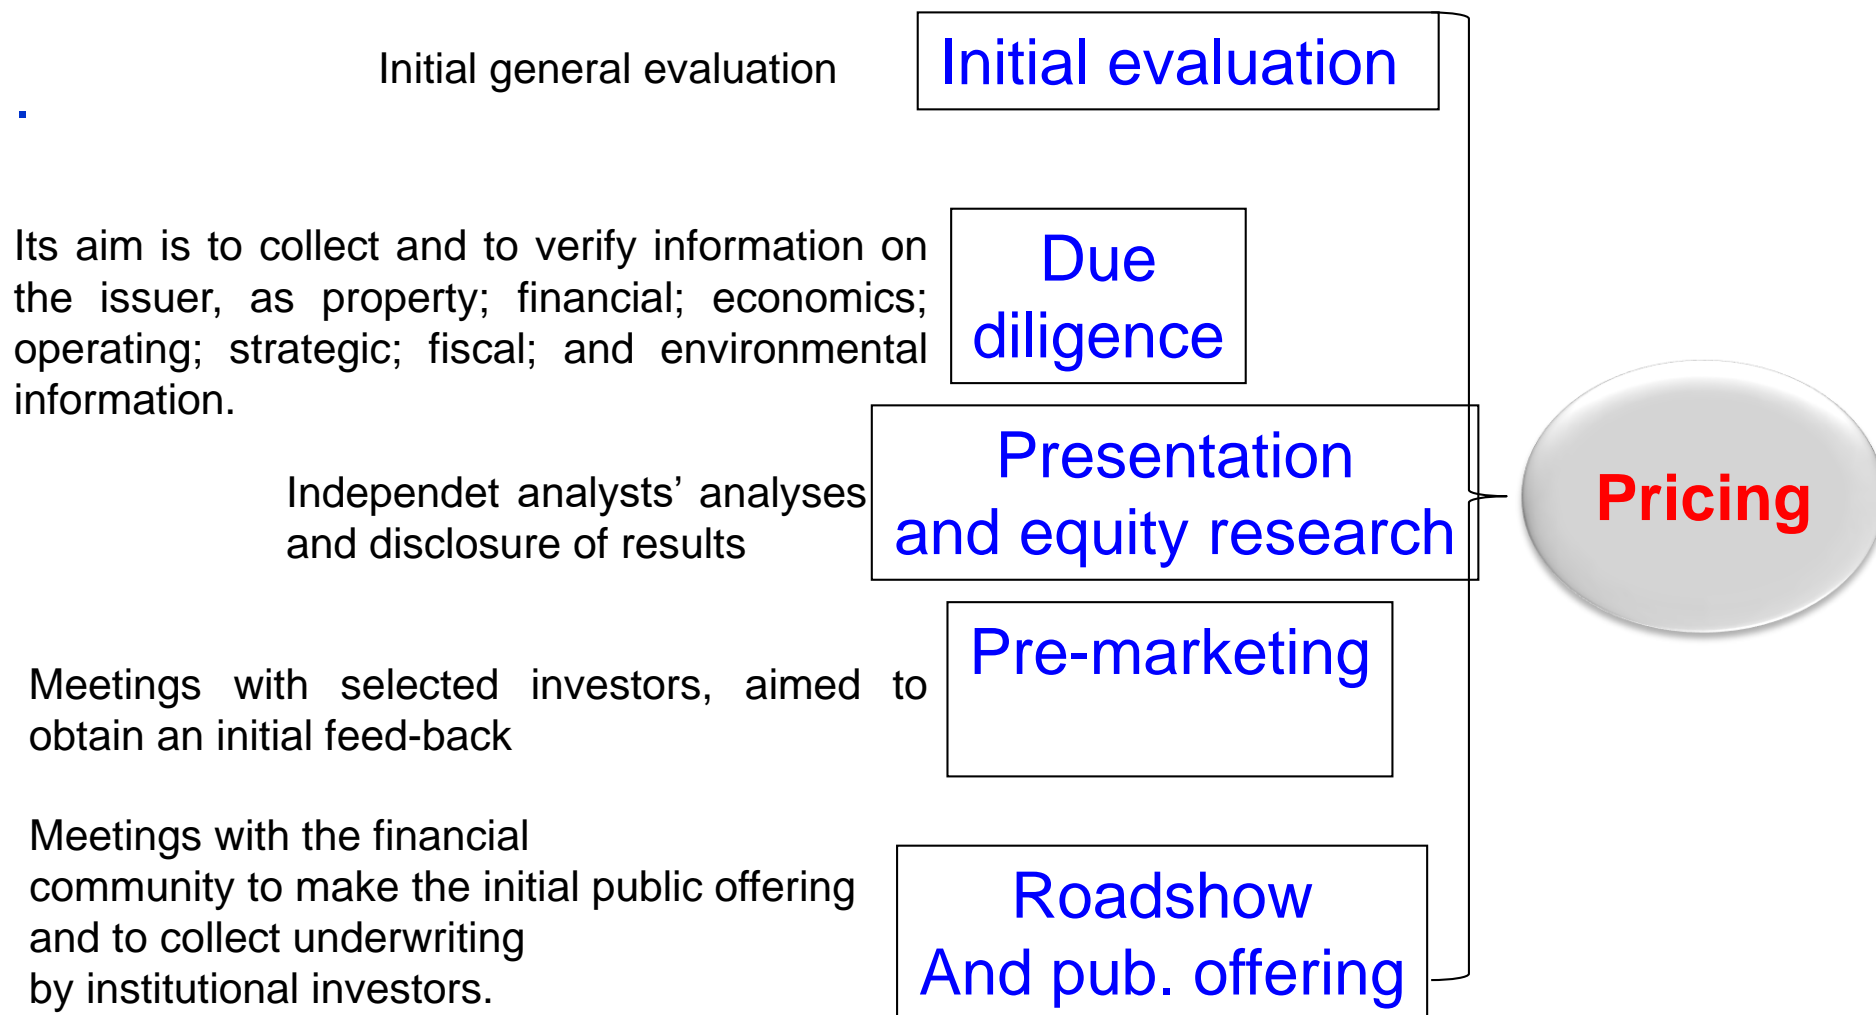 Initial general evaluation
Initial evaluation
Its aim is to collect and to verify information on
the issuer, as property; financial; economics;
operating; strategic; fiscal; and environmental
information.
Due
diligence
Independet analysts’ analyses
and disclosure of results
Presentation
and equity research
Pricing
Meetings with selected investors, aimed to
obtain an initial feed-back
Pre-marketing
Meetings with the financial
community to make the initial public offering
and to collect underwriting
by institutional investors.
Roadshow
And pub. offering